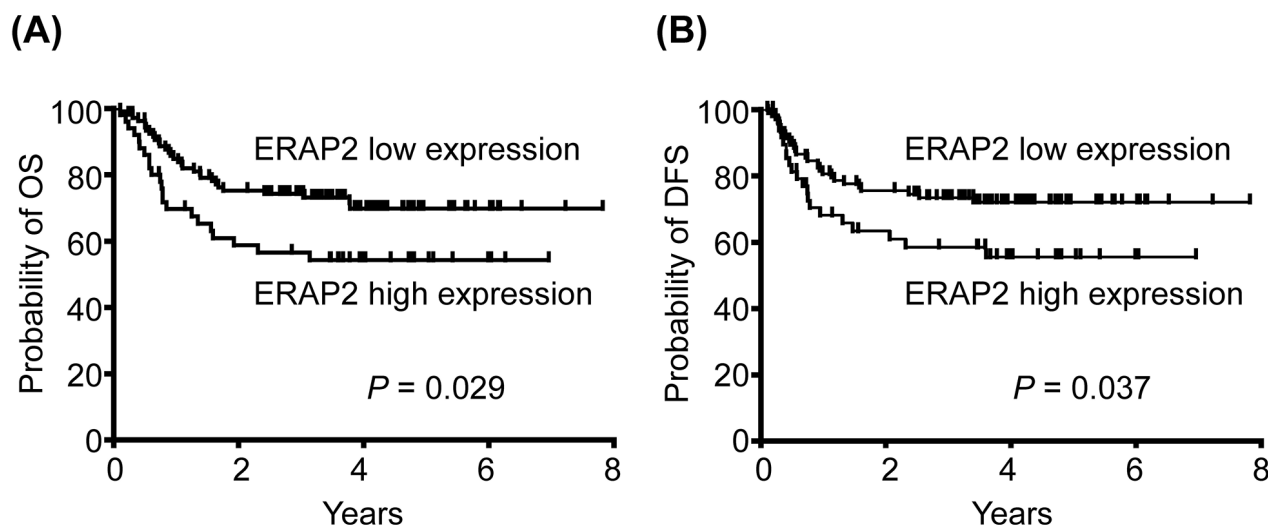 (A)
Probability of OS
100
80
60
40
20
0
ERAP2 low expression
ERAP2 high expression
P = 0.029
0 2 4 6 8
Years
(B)
Probability of DFS
100
80
60
40
20
0
ERAP2 low expression
ERAP2 high expression
P = 0.037
0 2 4 6 8
Years